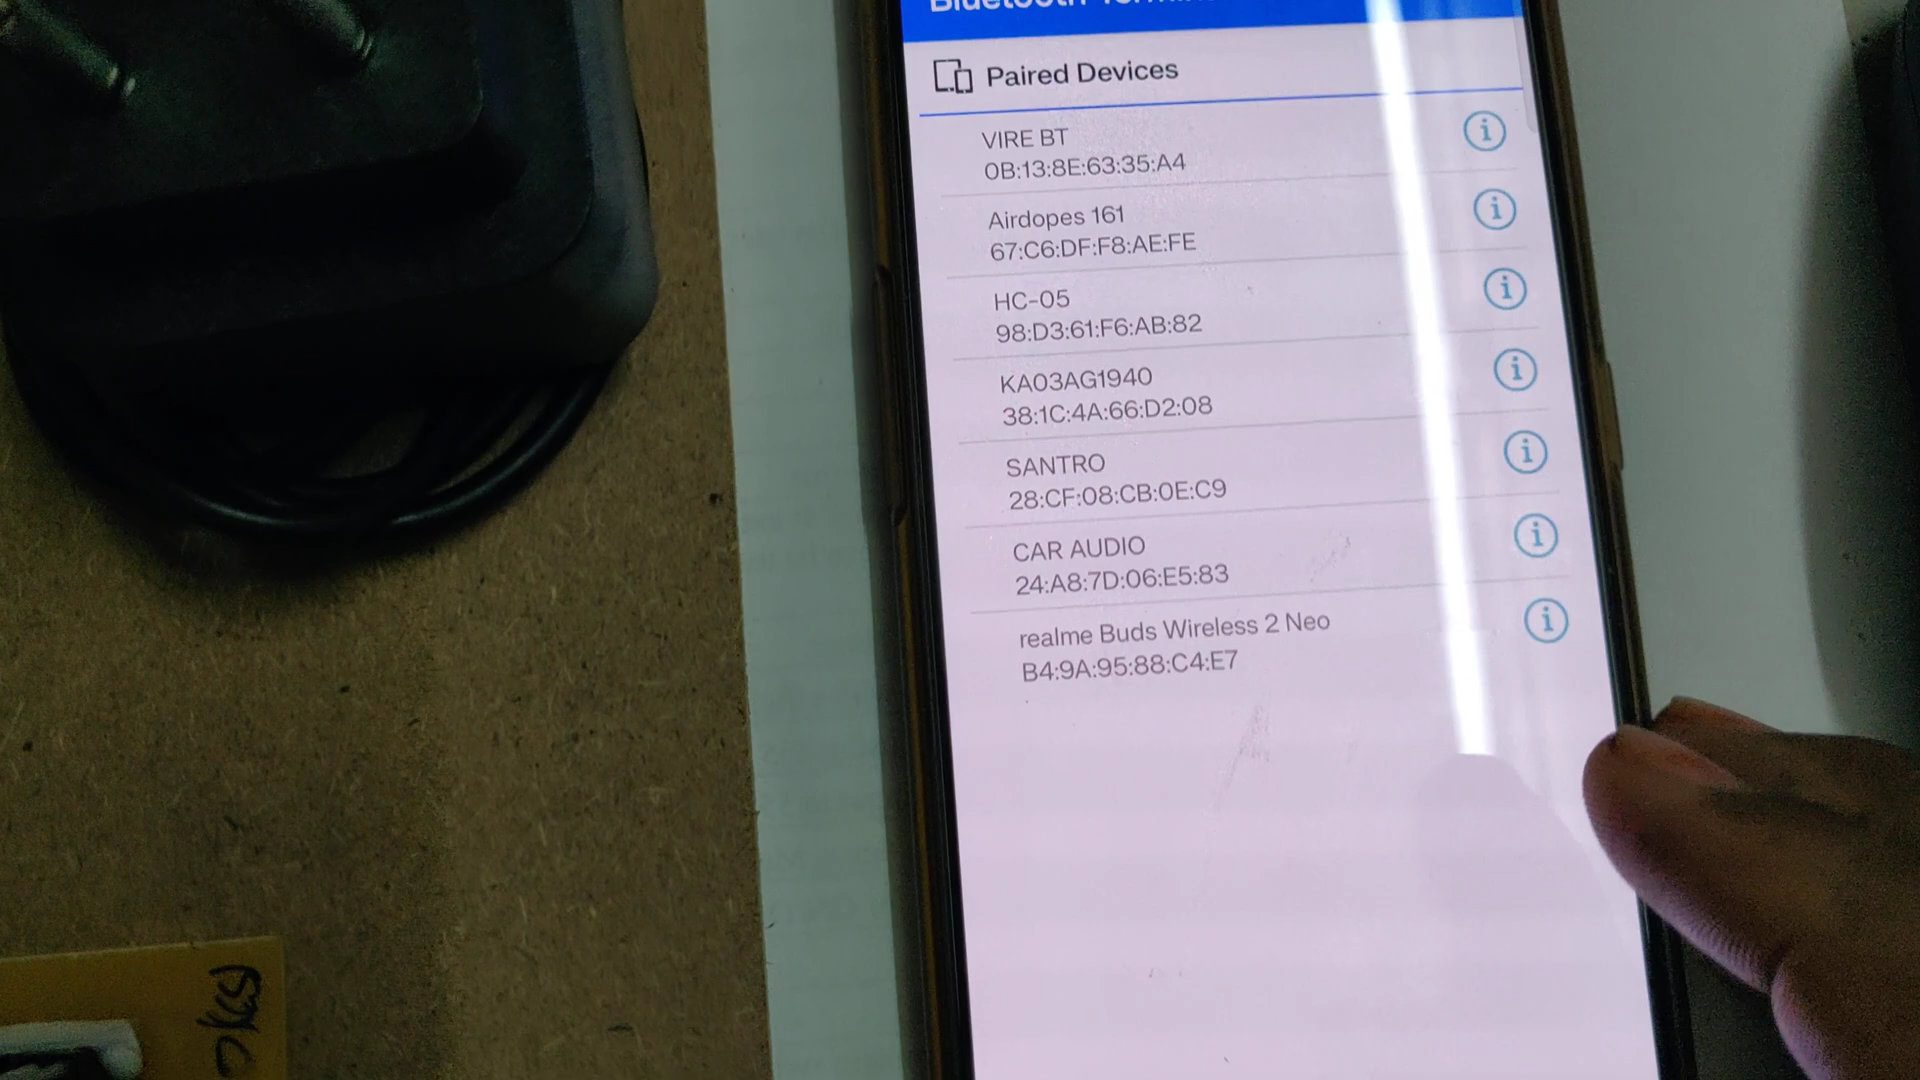 Bluetooth Termin
Paired Devices
VIRE BT
0B:13:8E:63:35:A4
Airdopes 161
67:C6:DF:F8:AE:FE
HC-05
98:D3:61:F6:AB:82
KA03AG1940
38:1C:4A:66:D2:08
SANTRO
28:CF:08:CB:0E:C9
CAR AUDIO
24:A8:7D:06:E5:83
realme Buds Wireless 2 Neo
B4:9A:95:88:C4:E7